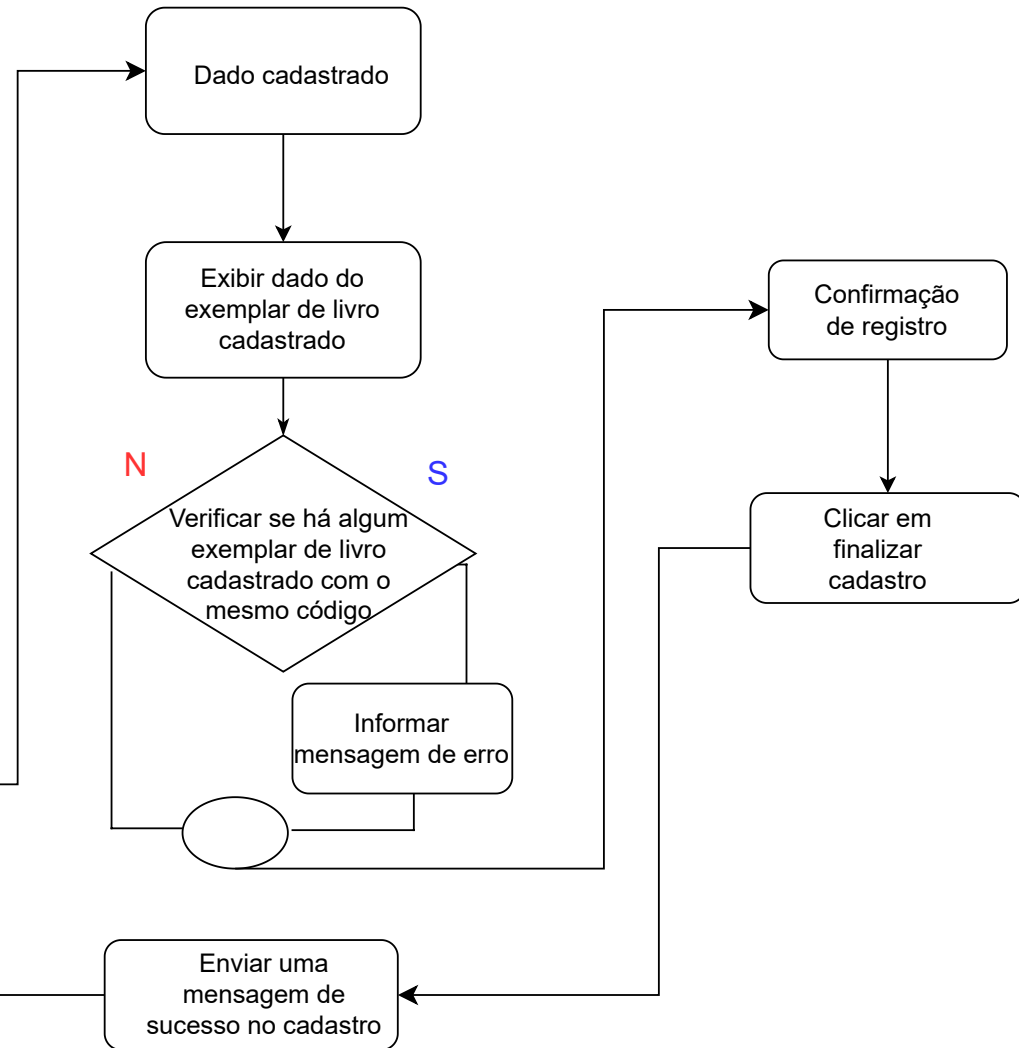 Dado cadastrado
Exibir dado do
exemplar de livro
cadastrado
N
S
Verificar se há algum
exemplar de livro
cadastrado com o
mesmo código
Informar
mensagem de erro
Confirmação
de registro
Clicar em
finalizar
cadastro
Enviar uma
mensagem de
sucesso no cadastro